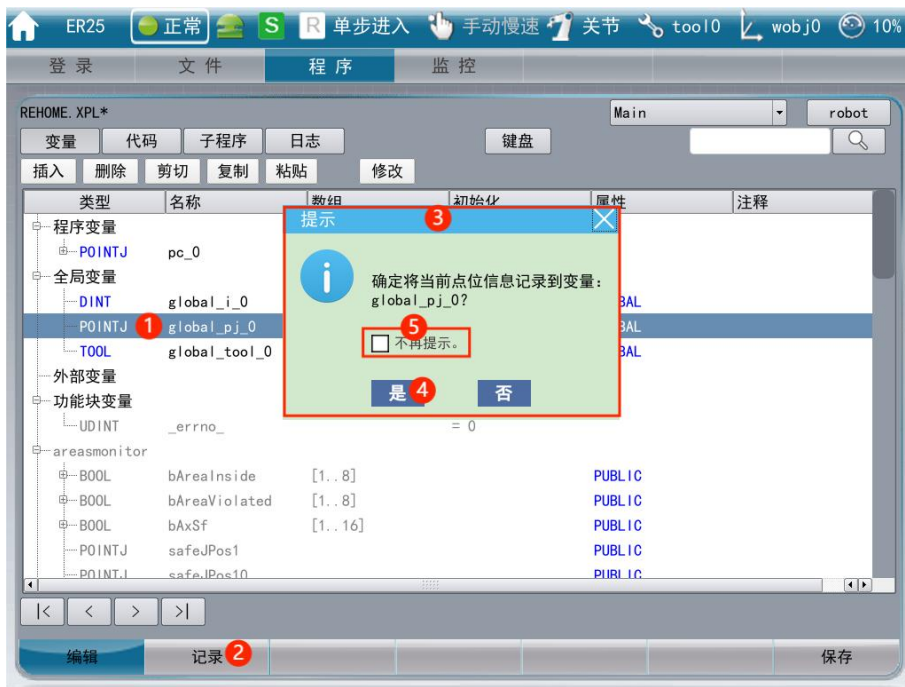 ER25 正常 S R 单步进入 手动慢速 关节 tool0 wobj0 10%
登录 文件 程序 监控
REHOME.XPL* Main robot
变量 代码 子程序 日志 键盘
插入 删除 剪切 复制 粘贴 修改
类型 名称 数组 初始化 属性 注释
程序变量
POINTJ pc_0
全局变量
DINT global_i_0
POINTJ 1 global_pj_0
TOOL global_tool_0
外部变量
功能块变量
UDINT _errno_ = 0
areasmonitor
BOOL bAreaInside [1..8] PUBLIC
BOOL bAreaViolated [1..8] PUBLIC
BOOL bAxSf [1..16] PUBLIC
POINTJ safeJPos1 PUBLIC
POINTJ safeJPos10 PUBLIC
提示 3
i
确定将当前点位信息记录到变量:
global_pj_0?
5
不再提示。
是 4 否
|< < > >|
编辑 记录 2 保存